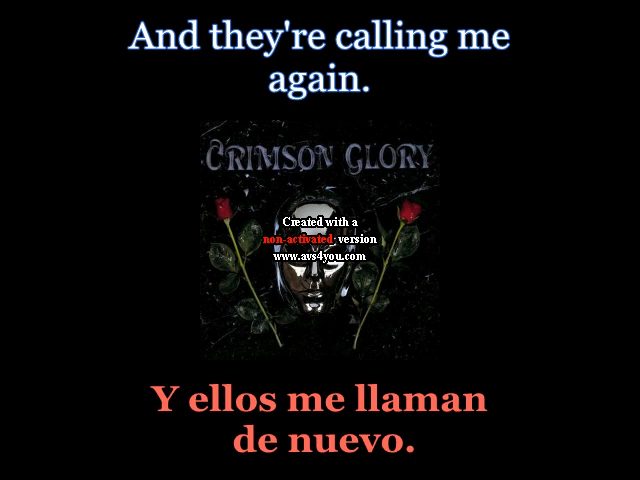 And they're calling me
again.
CRIMSON GLORY
Created with a
non-activated version
www.avs4you.com
Y ellos me llaman
de nuevo.